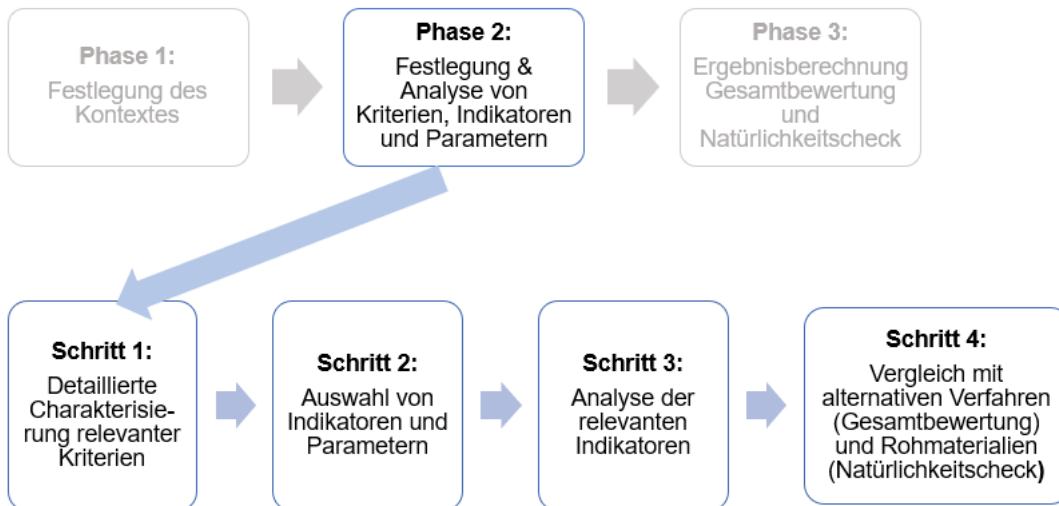 Phase 1:
Festlegung des
Kontextes
Phase 2:
Festlegung &
Analyse von
Kriterien, Indikatoren
und Parametern
Phase 3:
Ergebnisberechnung
Gesamtbewertung
und
Natürlichkeitscheck
Schritt 1:
Detaillierte
Charakterisie-
rung relevanter
Kriterien
Schritt 2:
Auswahl von
Indikatoren und
Parametern
Schritt 3:
Analyse der
relevanten
Indikatoren
Schritt 4:
Vergleich mit
alternativen Verfahren
(Gesamtbewertung)
und Rohmaterialien
(Natürlichkeitscheck)